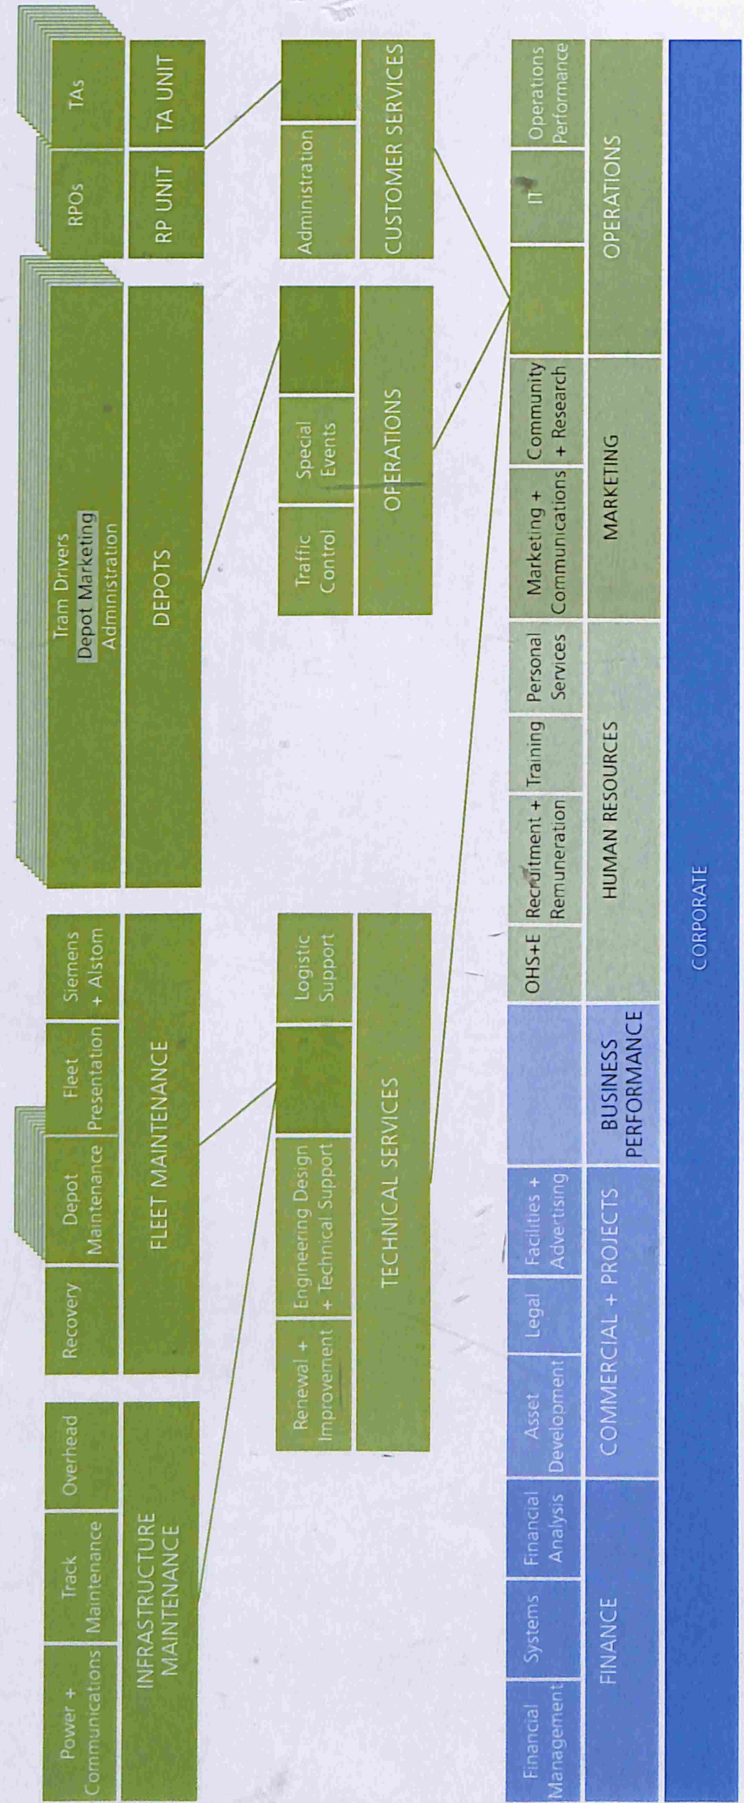 Power +
Communications
Track
Maintenance
Overhead
Recovery
Depot
Maintenance
Fleet
Presentation
Siemens
+ Alstom
Tram Drivers
Depot Marketing
Administration
RPOs
TAs
INFRASTRUCTURE
MAINTENANCE
FLEET MAINTENANCE
DEPOTS
RP UNIT
TA UNIT
Renewal +
Improvement
Engineering Design
+ Technical Support
Logistic
Support
Traffic
Control
Special
Events
Administration
TECHNICAL SERVICES
OPERATIONS
CUSTOMER SERVICES
Financial
Management
Systems
Financial
Analysis
Asset
Development
Legal
Facilities +
Advertising
OHS+E
Recruitment +
Remuneration
Training
Personal
Services
Marketing +
Communications
Community
+ Research
IT
Operations
Performance
FINANCE
COMMERCIAL + PROJECTS
BUSINESS
PERFORMANCE
HUMAN RESOURCES
MARKETING
OPERATIONS
CORPORATE